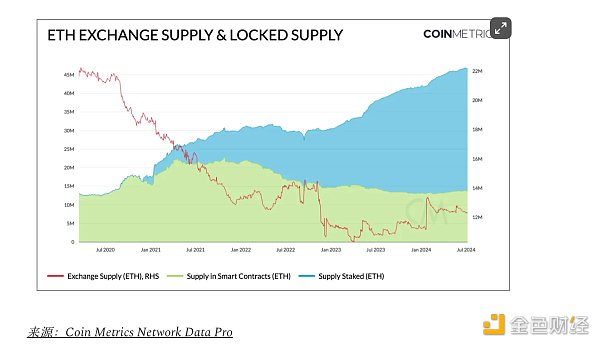 ETH EXCHANGE SUPPLY & LOCKED SUPPLY
COINMETRIC
45M
40M
35M
30M
25M
20M
15M
10M
5M
0
22M
20M
18M
16M
14M
12M
CM
Jul 2020
Jan 2021
Jul 2021
Jan 2022
Jul 2022
Jan 2023
Jul 2023
Jan 2024
Jul 2024
Exchange Supply (ETH), RHS
Supply in Smart Contracts (ETH)
Supply Staked (ETH)
来源：Coin Metrics Network Data Pro
金色财经